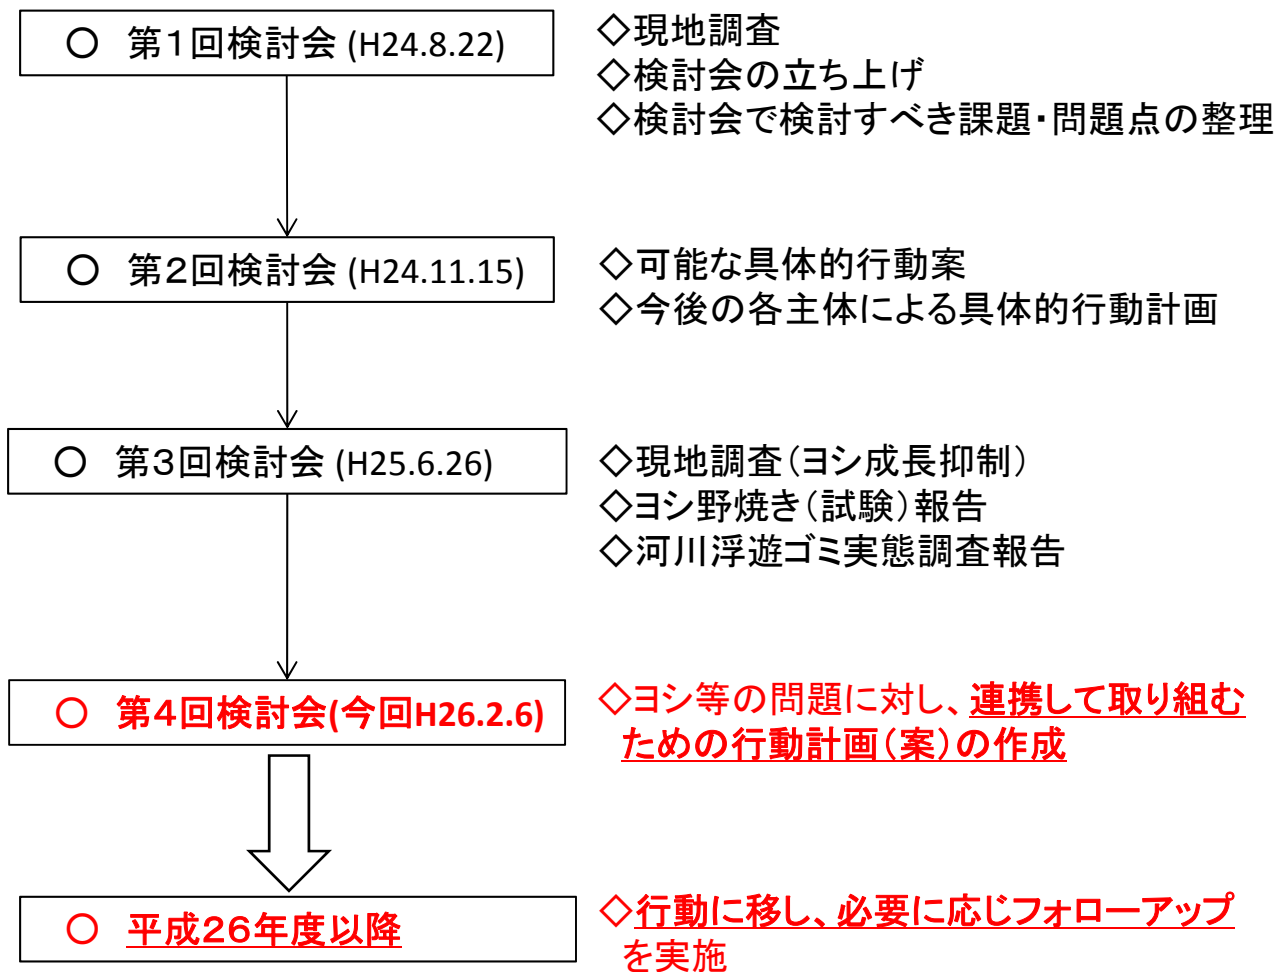 ○ 第1回検討会 (H24.8.22)
◇現地調査
◇検討会の立ち上げ
◇検討会で検討すべき課題・問題点の整理
○ 第2回検討会 (H24.11.15)
◇可能な具体的行動案
◇今後の各主体による具体的行動計画
○ 第3回検討会 (H25.6.26)
◇現地調査（ヨシ成長抑制）
◇ヨシ野焼き（試験）報告
◇河川浮遊ゴミ実態調査報告
○ 第4回検討会(今回H26.2.6)
◇ヨシ等の問題に対し、連携して取り組む
ための行動計画（案）の作成
○ 平成26年度以降
◇行動に移し、必要に応じフォローアップ
を実施